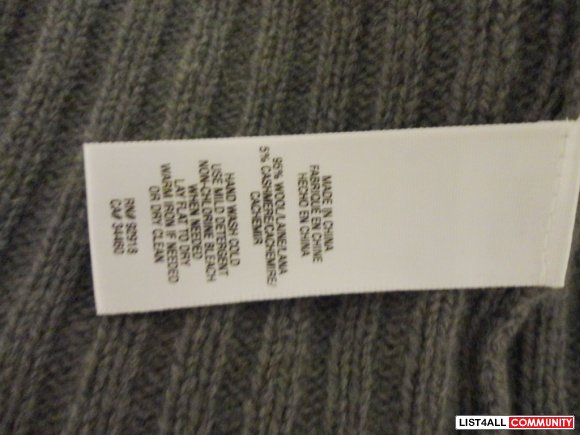 MADE IN CHINA
FABRIQUE EN CHINE
HECHO EN CHINA
95% WOOL/LAINE/LANA
5% CASHMERE/CACHEMIRE/
CACHEMIR
HAND WASH COLD
USE MILD DETERGENT
NON-CHLORINE BLEACH
WHEN NEEDED
LAY FLAT TO DRY
WARM IRON IF NEEDED
OR DRY CLEAN
RN#
CA#
LIST4ALL COMMUNITY